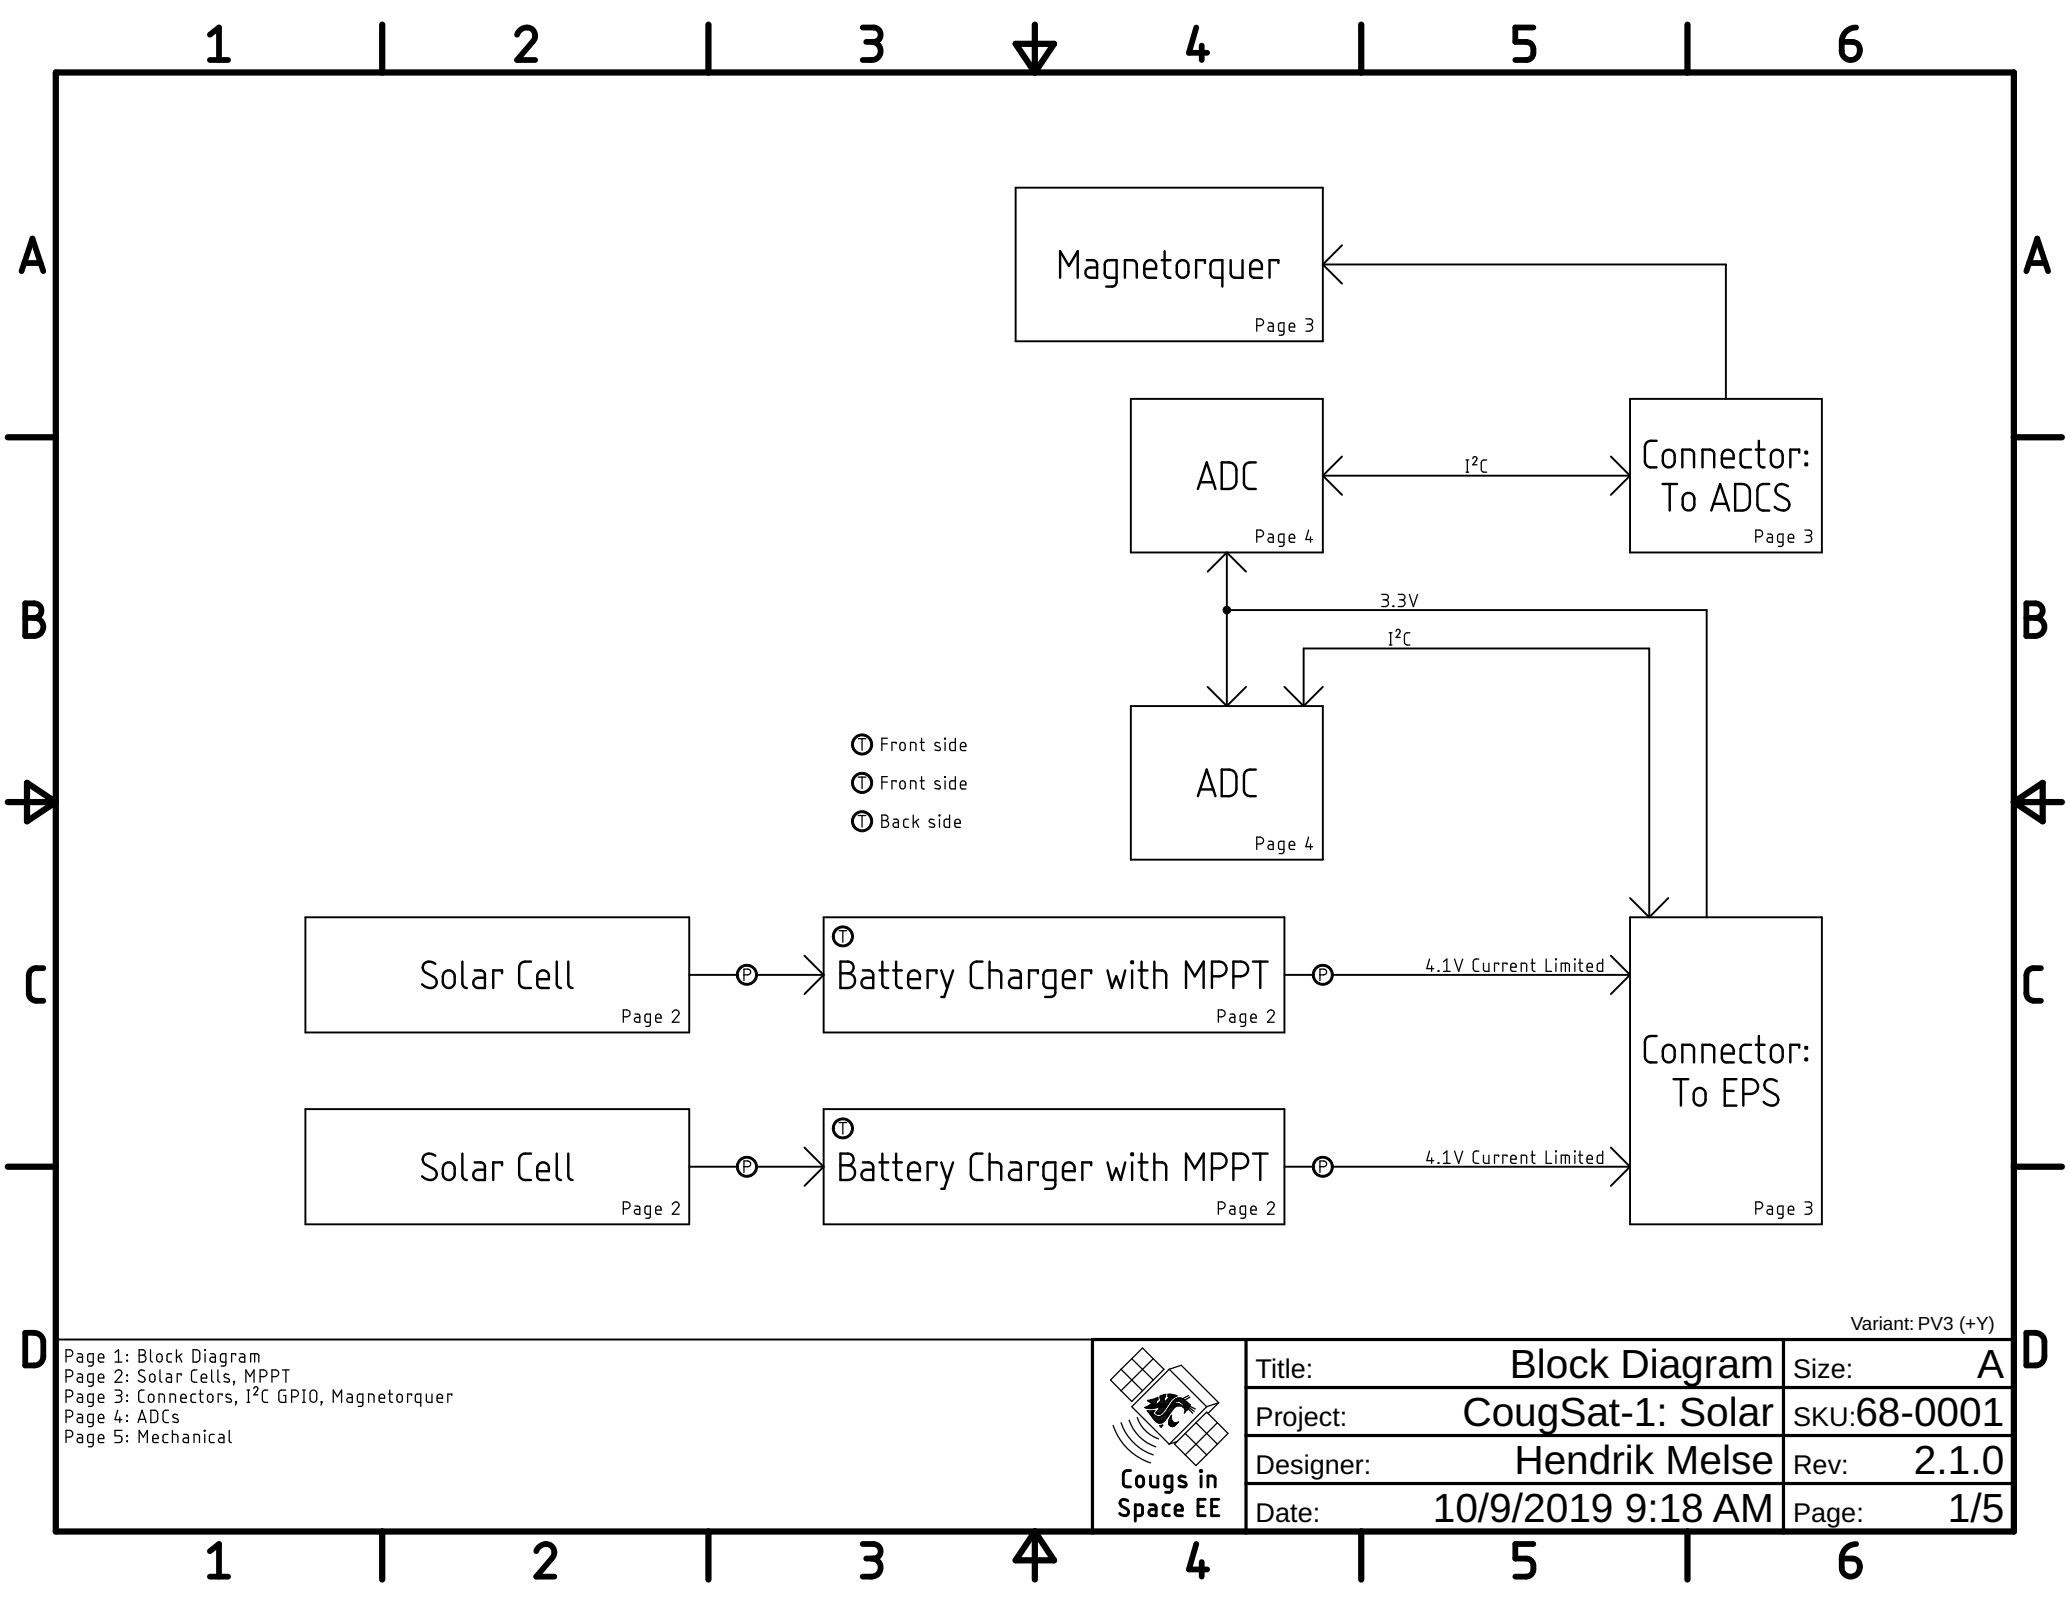 1 2 3 4 5 6
A A
Magnetorquer
Page 3
ADC
Page 4
I²C
Connector:
To ADCS
Page 3
B B
3.3V
I²C
T Front side
T Front side
T Back side
ADC
Page 4
C C
Solar Cell
Page 2
P
T
Battery Charger with MPPT
Page 2
P
4.1V Current Limited
Connector:
To EPS
Page 3
Solar Cell
Page 2
P
T
Battery Charger with MPPT
Page 2
P
4.1V Current Limited
D D
Variant: PV3 (+Y)
Page 1: Block Diagram
Page 2: Solar Cells, MPPT
Page 3: Connectors, I²C GPIO, Magnetorquer
Page 4: ADCs
Page 5: Mechanical
Cougs in
Space EE
Title: Block Diagram Size: A
Project: CougSat-1: Solar SKU:68-0001
Designer: Hendrik Melse Rev: 2.1.0
Date: 10/9/2019 9:18 AM Page: 1/5
1 2 3 4 5 6